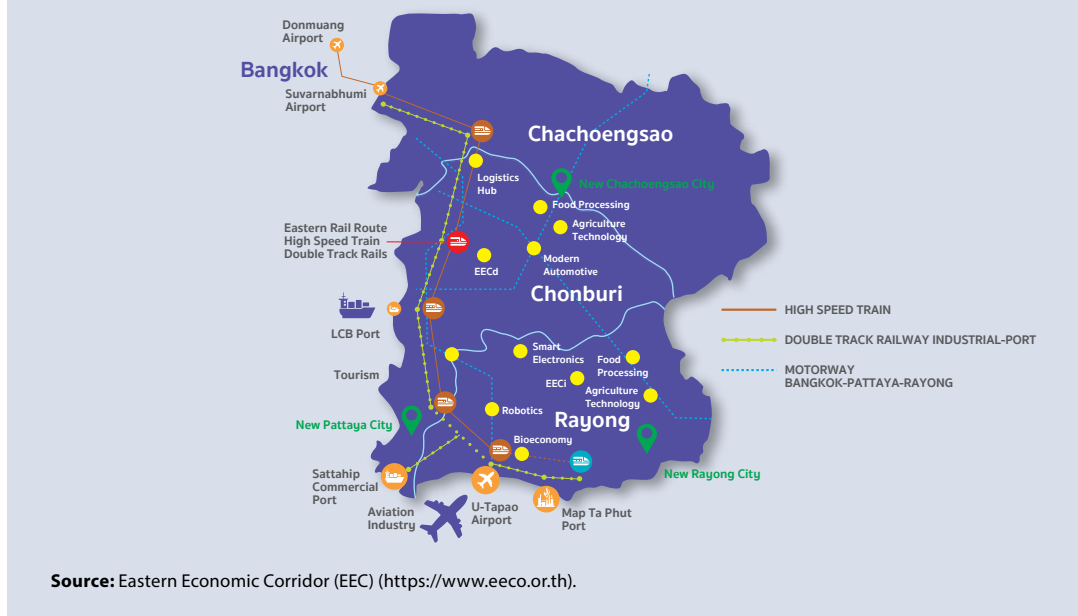 Donmuang
Airport
Bangkok
Suvarnabhumi
Airport
Chachoengsao
Logistics
Hub
New Chachoengsao City
Food Processing
Agriculture
Technology
Eastern Rail Route
High Speed Train
Double Track Rails
EECd
Modern
Automotive
Chonburi
LCB Port
HIGH SPEED TRAIN
DOUBLE TRACK RAILWAY INDUSTRIAL-PORT
MOTORWAY
BANGKOK-PATTAYA-RAYONG
Smart
Electronics
Food
Processing
Tourism
EECi
Agriculture
Technology
Robotics
Rayong
New Pattaya City
Bioeconomy
New Rayong City
Sattahip
Commercial
Port
Aviation
Industry
U-Tapao
Airport
Map Ta Phut
Port
Source: Eastern Economic Corridor (EEC) (https://www.eeco.or.th).